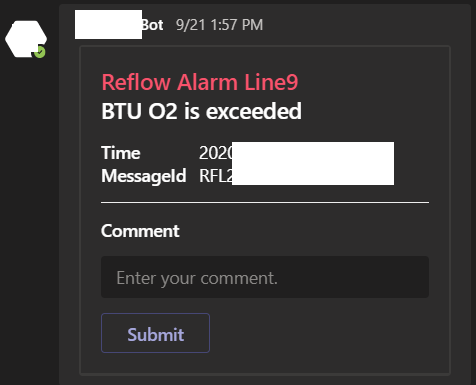 Bot 9/21 1:57 PM
Reflow Alarm Line9
BTU O2 is exceeded
Time 2020
MessageId RFL2
Comment
Enter your comment.
Submit